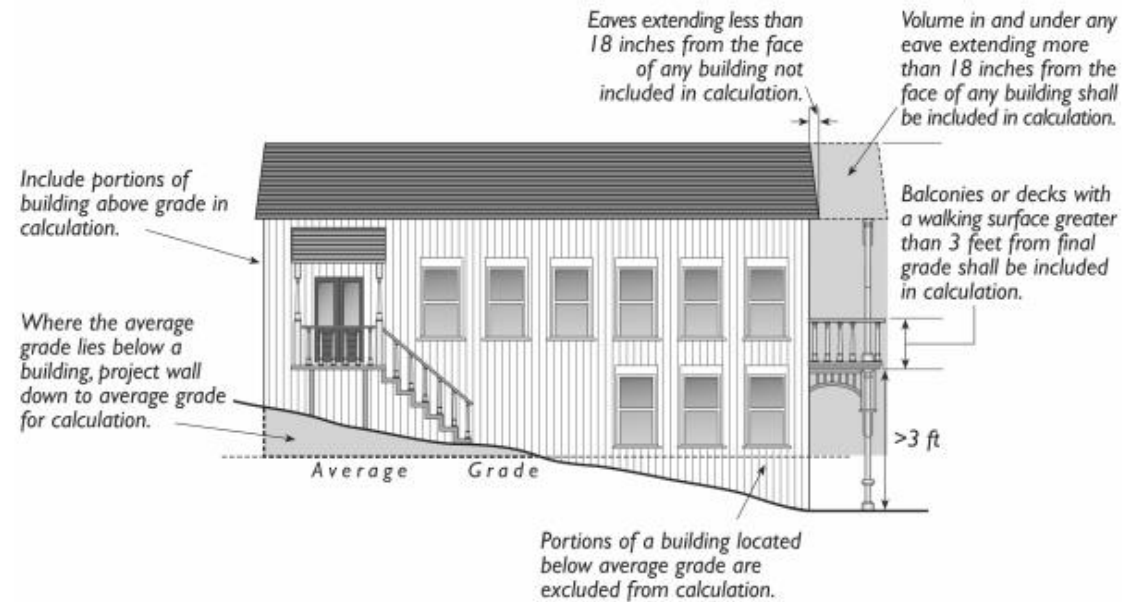 Eaves extending less than
18 inches from the face
of any building not
included in calculation.
Volume in and under any
eave extending more
than 18 inches from the
face of any building shall
be included in calculation.
Include portions of
building above grade in
calculation.
Balconies or decks with
a walking surface greater
than 3 feet from final
grade shall be included
in calculation.
Where the average
grade lies below a
building, project wall
down to average grade
for calculation.
>3 ft
Average Grade
Portions of a building located
below average grade are
excluded from calculation.